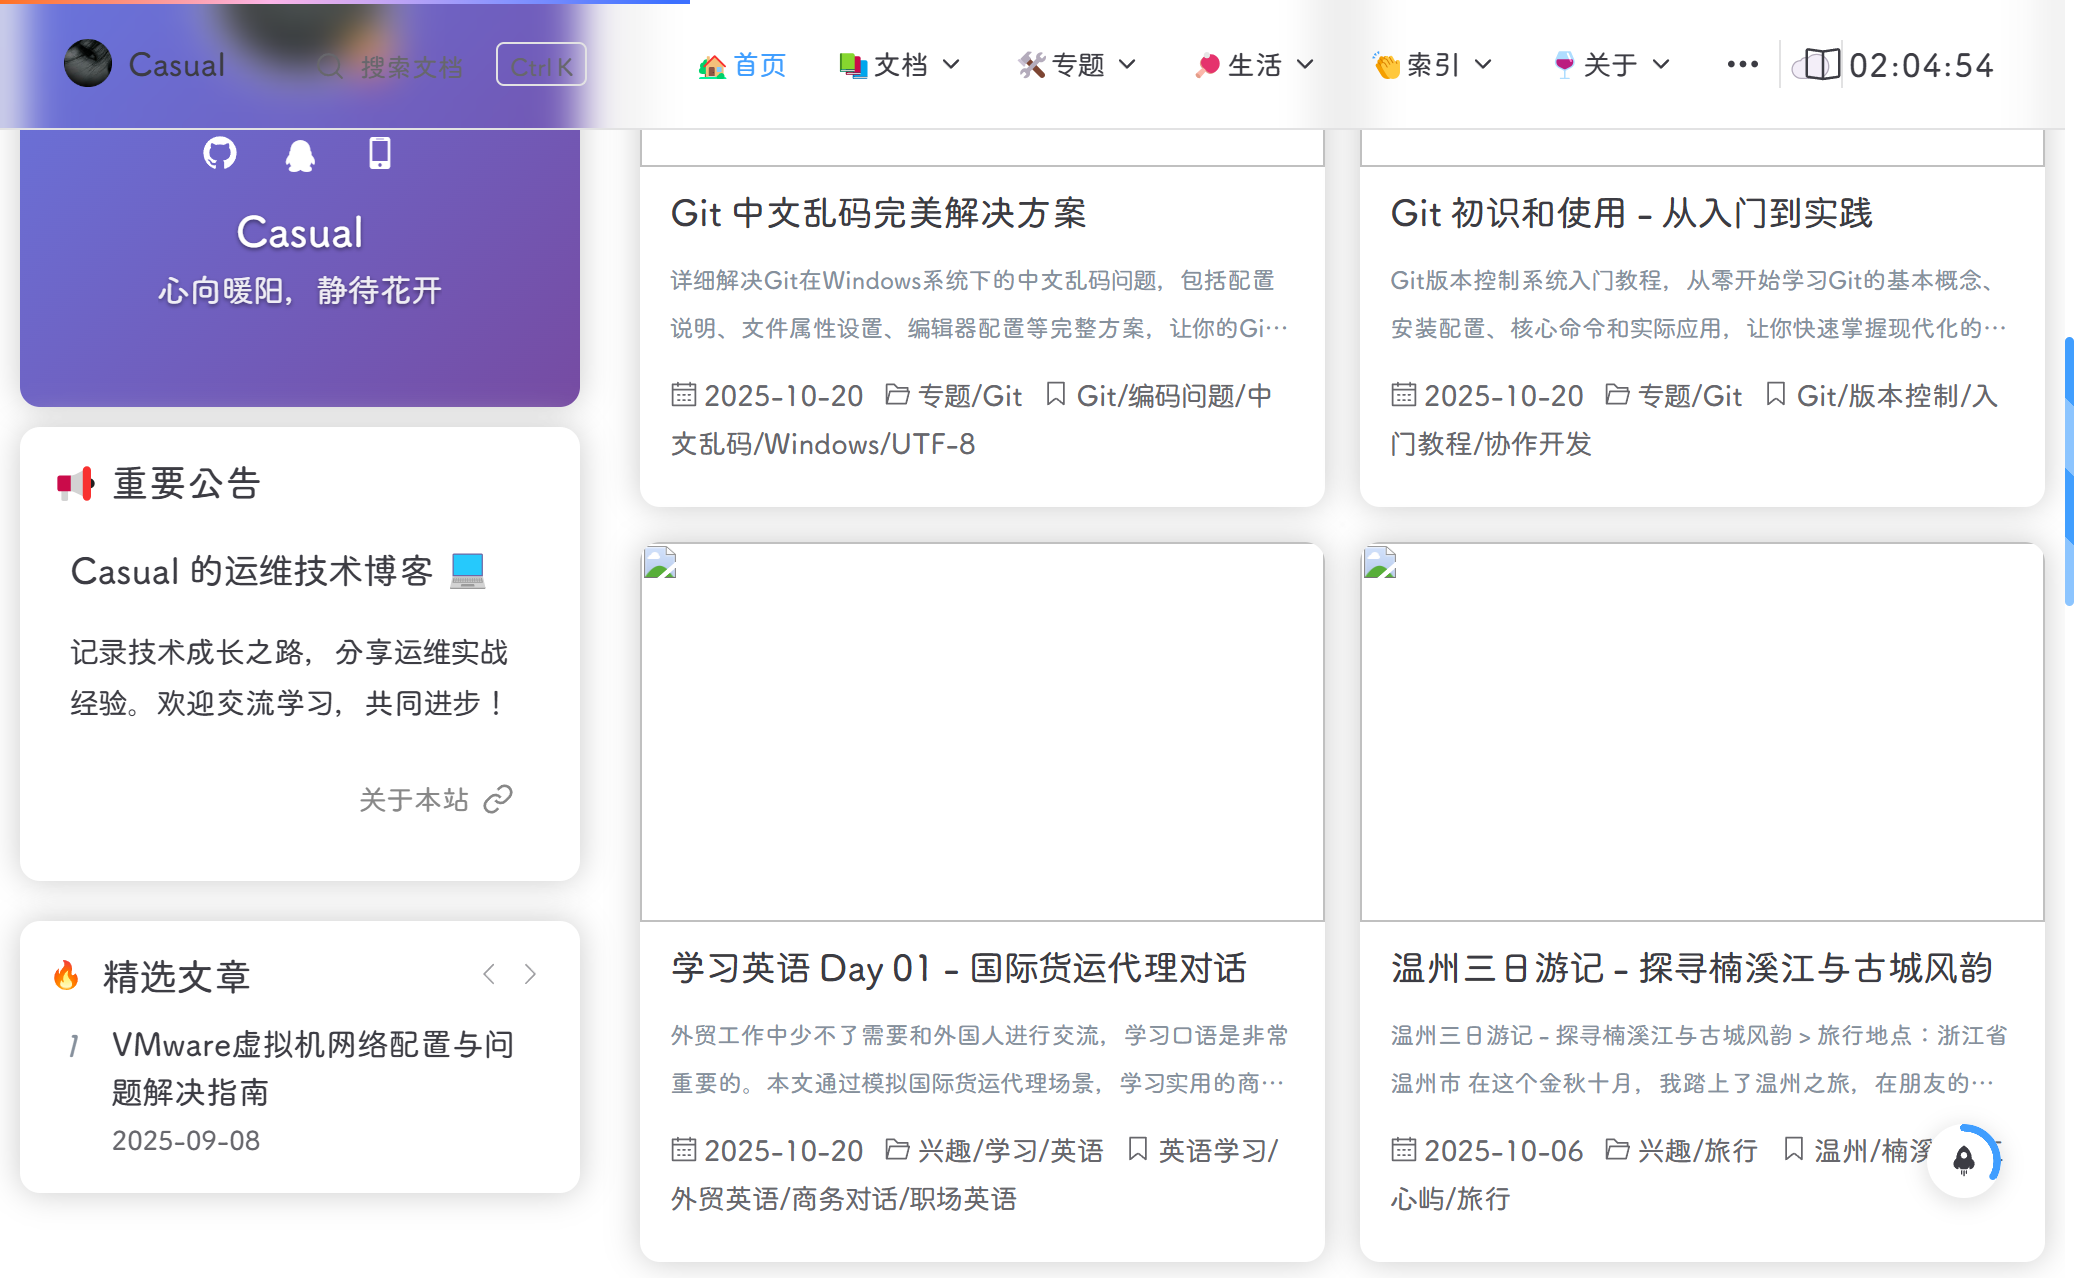 Casual
搜索文档
Ctrl K
首页
文档
专题
生活
索引
关于
02:04:54
Casual
心向暖阳，静待花开
重要公告
Casual 的运维技术博客
记录技术成长之路，分享运维实战
经验。欢迎交流学习，共同进步！
关于本站
精选文章
1
VMware虚拟机网络配置与问
题解决指南
2025-09-08
Git 中文乱码完美解决方案
详细解决Git在Windows系统下的中文乱码问题，包括配置
说明、文件属性设置、编辑器配置等完整方案，让你的Gi…
2025-10-20 专题/Git Git/编码问题/中
文乱码/Windows/UTF-8
Git 初识和使用 - 从入门到实践
Git版本控制系统入门教程，从零开始学习Git的基本概念、
安装配置、核心命令和实际应用，让你快速掌握现代化的…
2025-10-20 专题/Git Git/版本控制/入
门教程/协作开发
学习英语 Day 01 - 国际货运代理对话
外贸工作中少不了需要和外国人进行交流，学习口语是非常
重要的。本文通过模拟国际货运代理场景，学习实用的商…
2025-10-20 兴趣/学习/英语 英语学习/
外贸英语/商务对话/职场英语
温州三日游记 - 探寻楠溪江与古城风韵
温州三日游记 - 探寻楠溪江与古城风韵 > 旅行地点：浙江省
温州市 在这个金秋十月，我踏上了温州之旅，在朋友的…
2025-10-06 兴趣/旅行 温州/楠溪
心屿/旅行